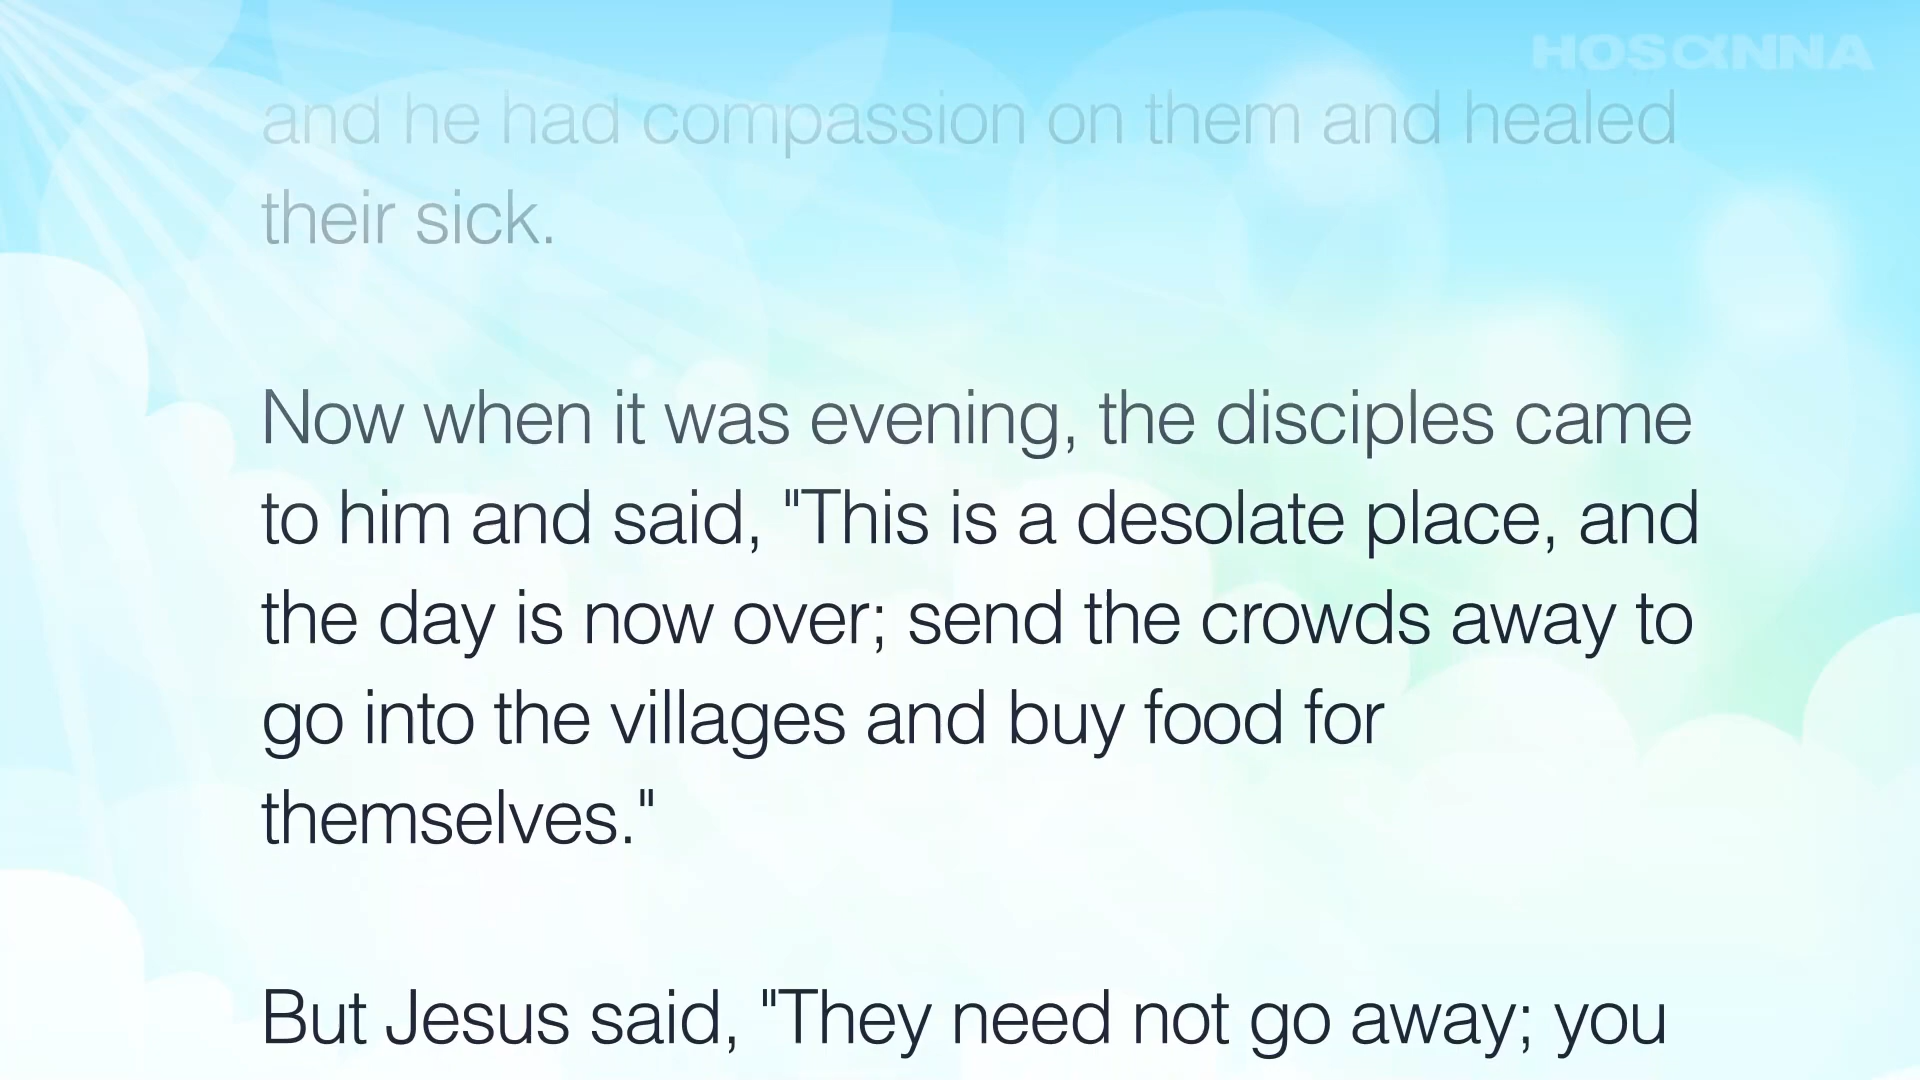 HOSANNA
and he had compassion on them and healed
their sick.
Now when it was evening, the disciples came
to him and said, "This is a desolate place, and
the day is now over; send the crowds away to
go into the villages and buy food for
themselves."
But Jesus said, "They need not go away; you